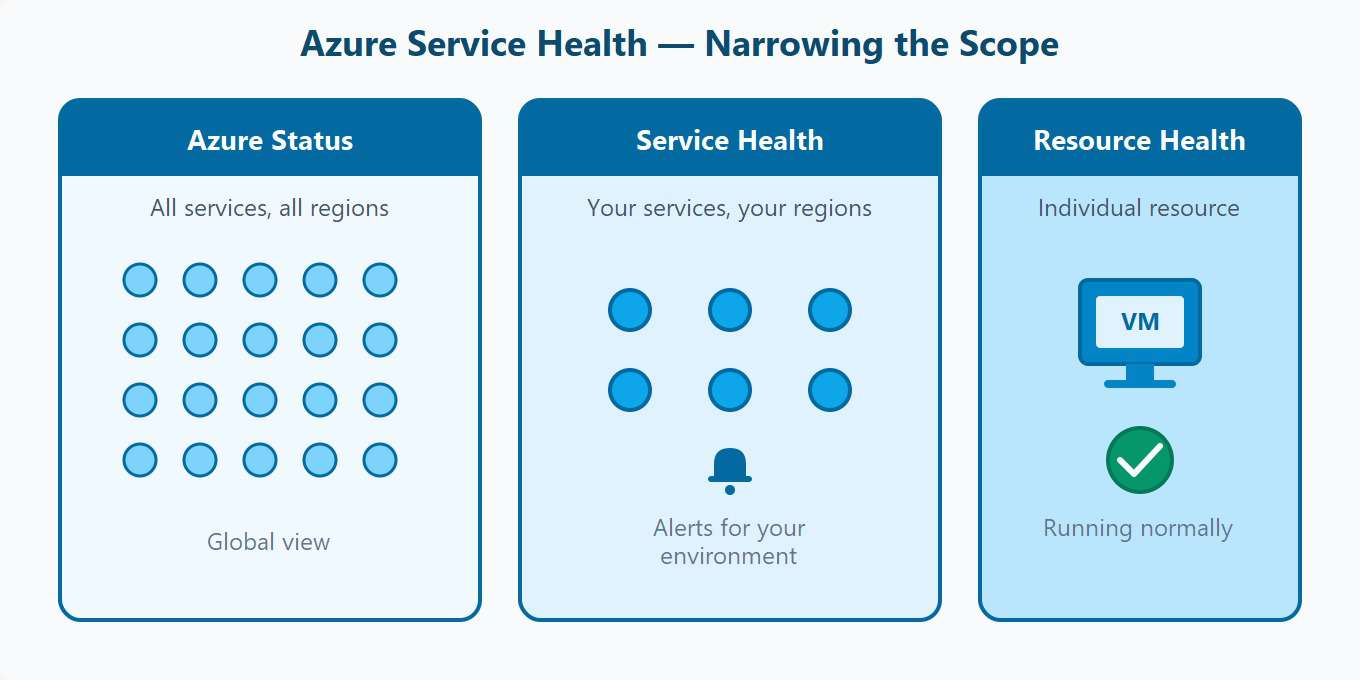 Azure Service Health — Narrowing the Scope
Azure Status
All services, all regions
Global view
Service Health
Your services, your regions
Alerts for your
environment
Resource Health
Individual resource
VM
Running normally